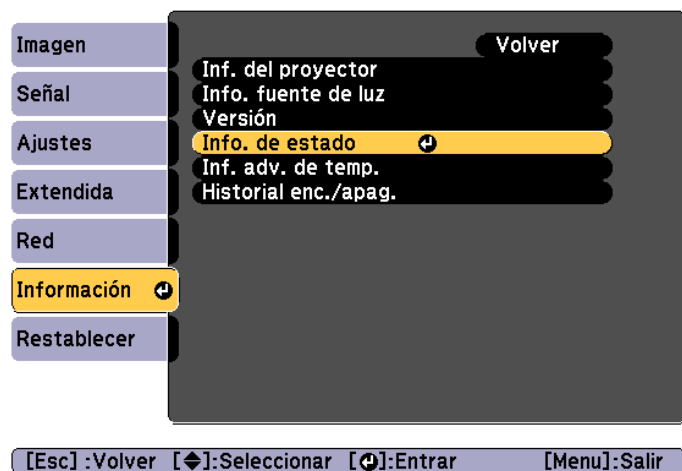 Imagen
Señal
Ajustes
Extendida
Red
Información
Restablecer
Volver
Inf. del proyector
Info. fuente de luz
Versión
Info. de estado
Inf. adv. de temp.
Historial enc./apag.
[Esc] :Volver [◆]:Seleccionar [⏎]:Entrar [Menu]:Salir